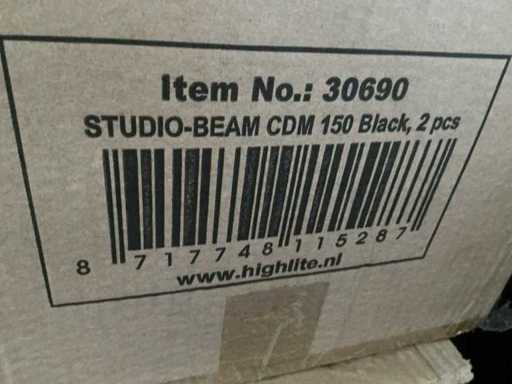 Item No.: 30690
STUDIO-BEAM CDM 150 Black, 2 pcs
8 717748 115287
www.highlite.nl